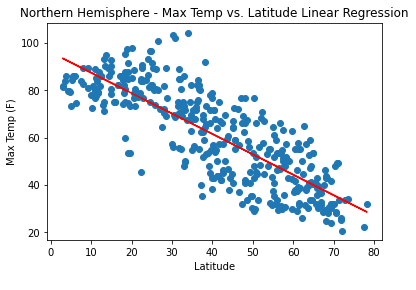 Northern Hemisphere - Max Temp vs. Latitude Linear Regression
100
80
60
40
20
Max Temp (F)
0 10 20 30 40 50 60 70 80
Latitude